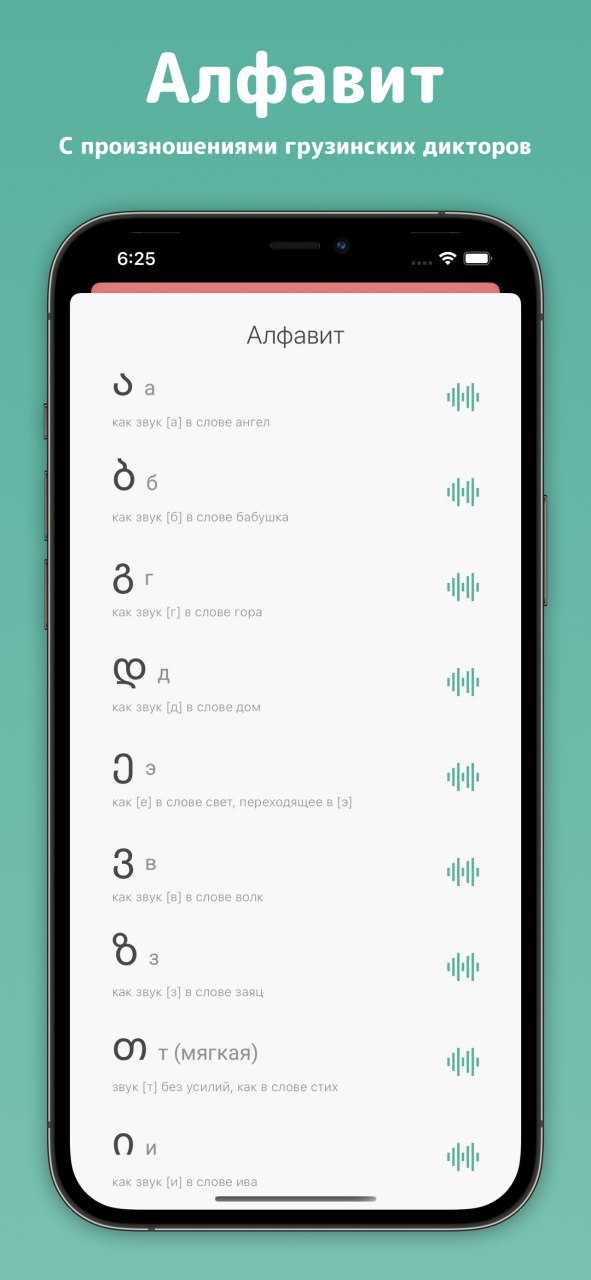 Алфавит
С произношениями грузинских дикторов
6:25
Алфавит
ა а
как звук [а] в слове ангел
ბ б
как звук [б] в слове бабушка
გ г
как звук [г] в слове гора
დ д
как звук [д] в слове дом
ე э
как [е] в слове свет, переходящее в [э]
ვ в
как звук [в] в слове волк
ზ з
как звук [з] в слове заяц
თ т (мягкая)
звук [т] без усилий, как в слове стих
ი и
как звук [и] в слове ива